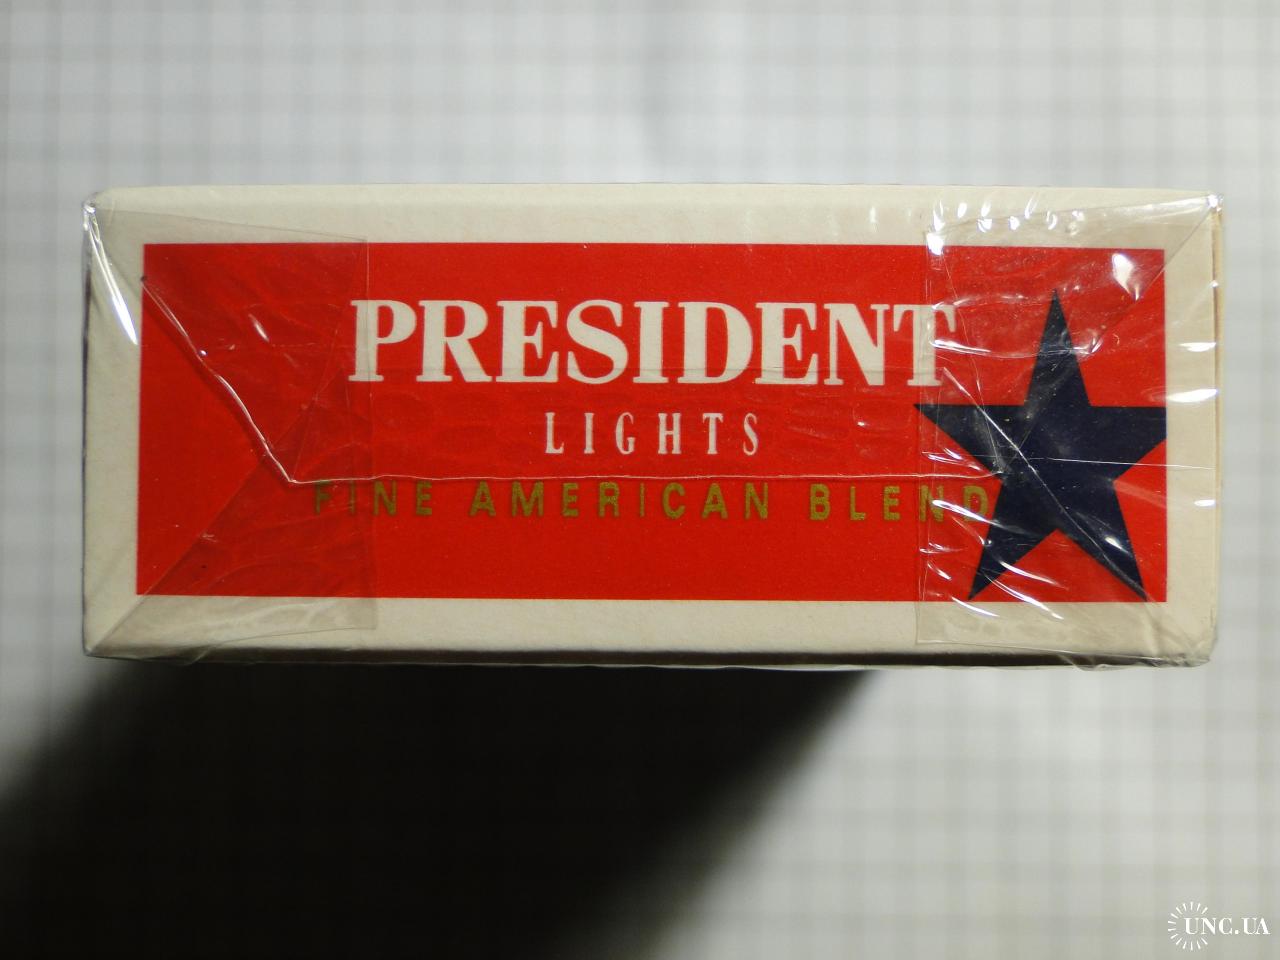 PRESIDENT
LIGHTS
FINE AMERICAN BLEND
UNC.UA